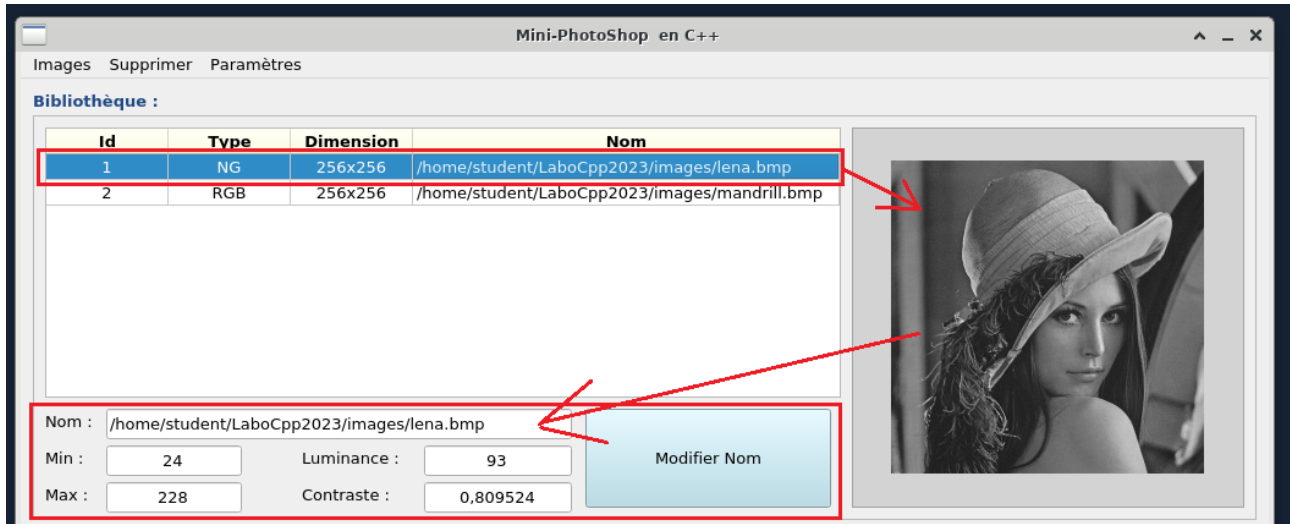 Mini-PhotoShop en C++
Images Supprimer Paramètres
Bibliothèque :
Id Type Dimension Nom
1 NG 256x256 /home/student/LaboCpp2023/images/lena.bmp
2 RGB 256x256 /home/student/LaboCpp2023/images/mandrill.bmp
Nom : /home/student/LaboCpp2023/images/lena.bmp
Min : 24 Luminance : 93 Modifier Nom
Max : 228 Contraste : 0,809524